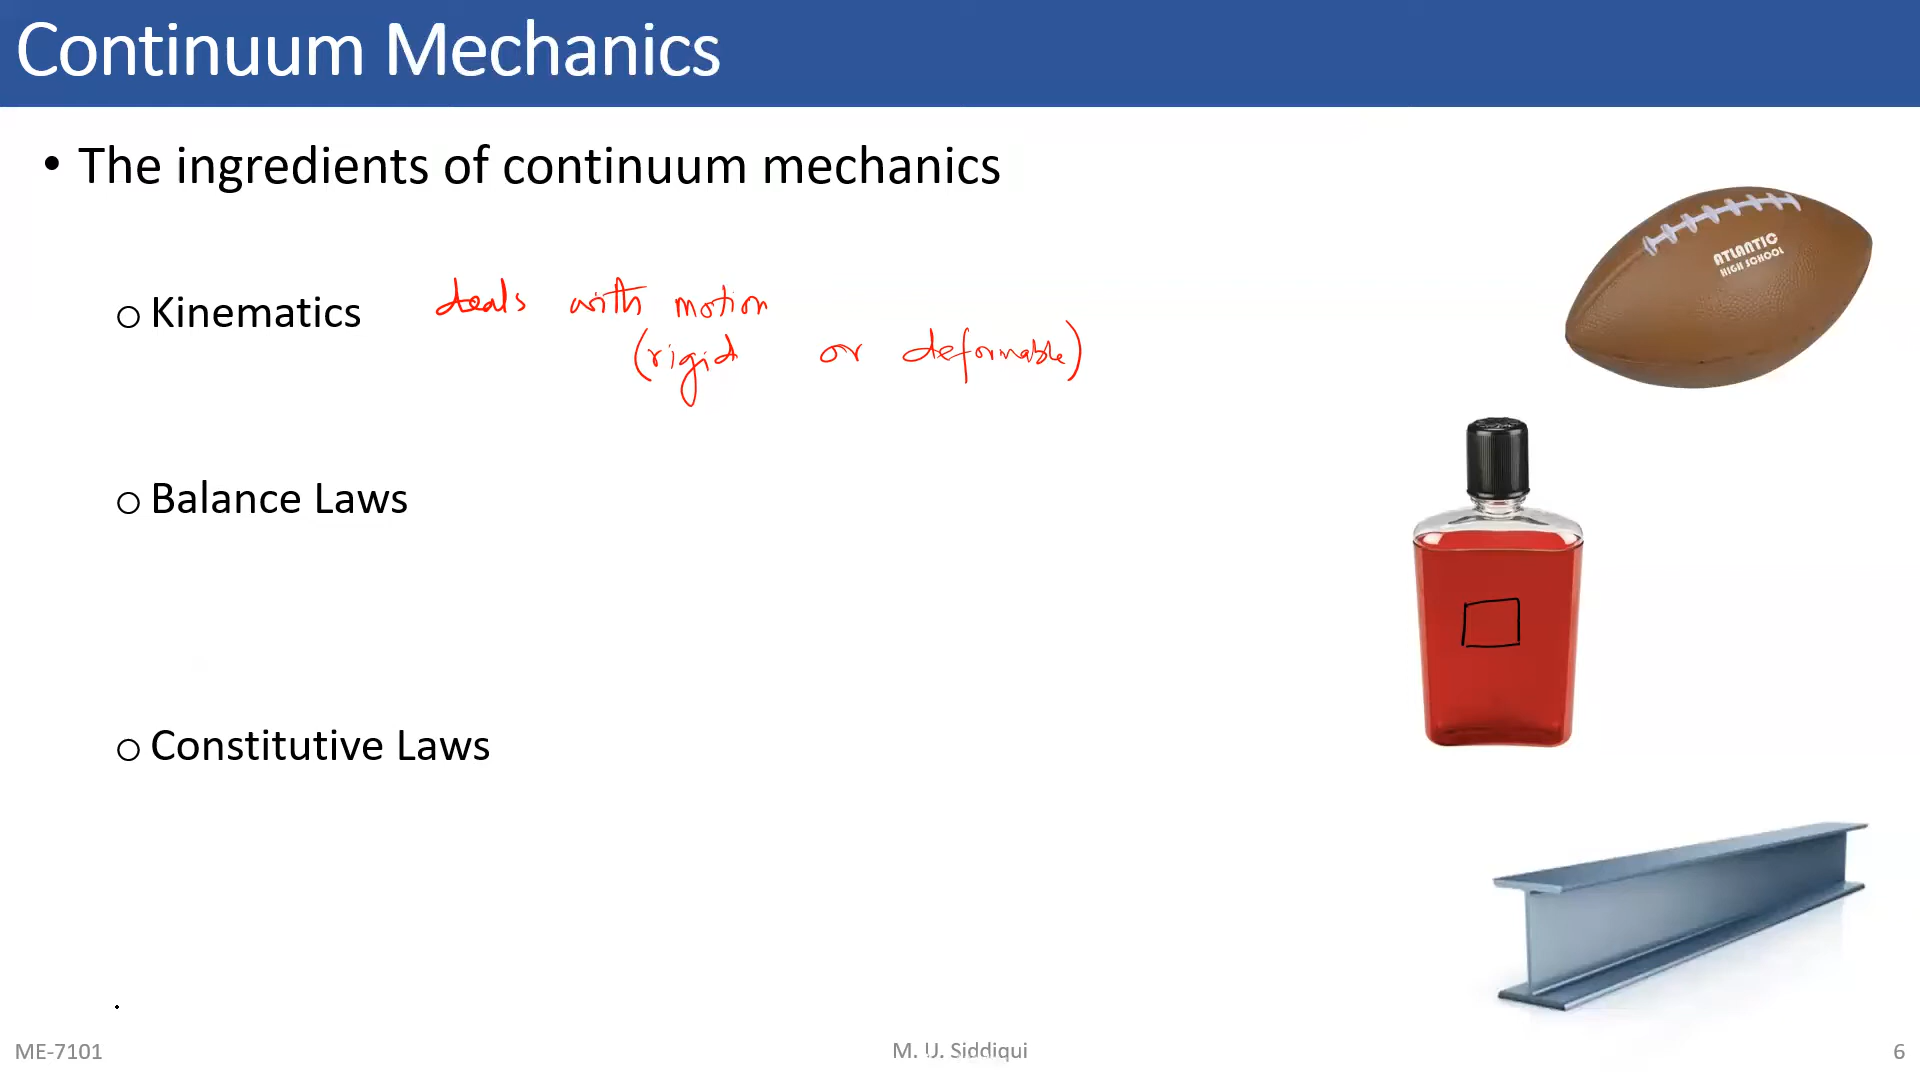 Continuum Mechanics
• The ingredients of continuum mechanics
○ Kinematics deals with motion
(rigid or deformable)
○ Balance Laws
○ Constitutive Laws
ATLANTIC
HIGH SCHOOL
ME-7101
M. U. Siddiqui
6